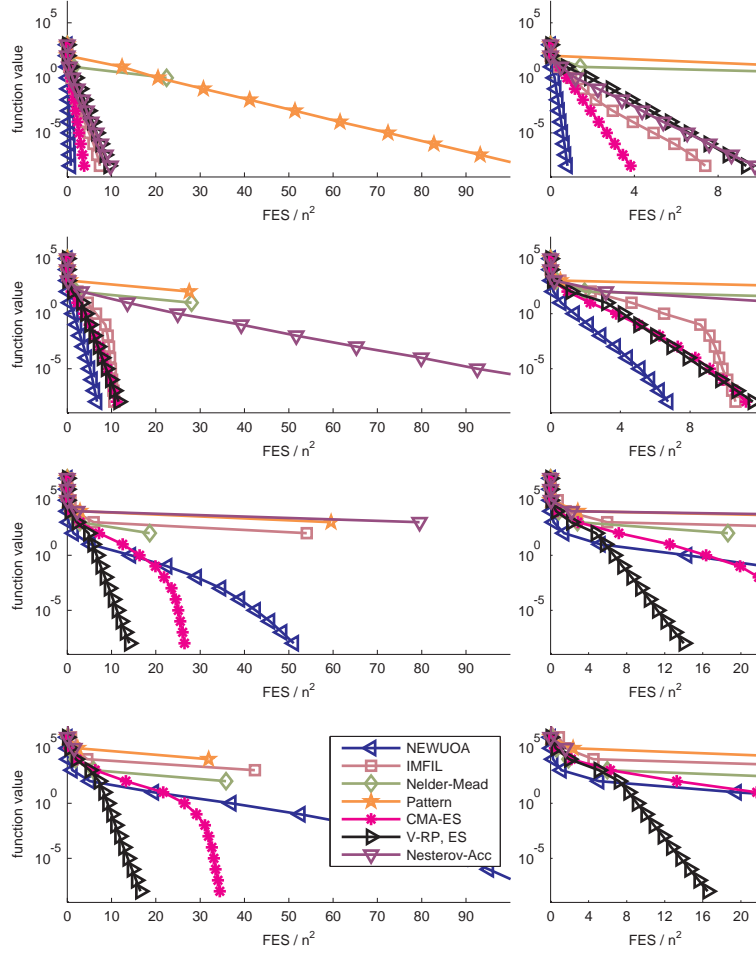 function value
10^5
10^0
10^-5
0 10 20 30 40 50 60 70 80 90
FES / n^2
10^5
10^0
10^-5
0 4 8
FES / n^2
function value
10^5
10^0
10^-5
0 10 20 30 40 50 60 70 80 90
FES / n^2
10^5
10^0
10^-5
0 4 8
FES / n^2
function value
10^5
10^0
10^-5
0 10 20 30 40 50 60 70 80 90
FES / n^2
10^5
10^0
10^-5
0 4 8 12 16 20
FES / n^2
function value
10^5
10^0
10^-5
0 10 20 30 40 50 60 70 80 90
FES / n^2
NEWUOA
IMFIL
Nelder-Mead
Pattern
CMA-ES
V-RP, ES
Nesterov-Acc
10^5
10^0
10^-5
0 4 8 12 16 20
FES / n^2